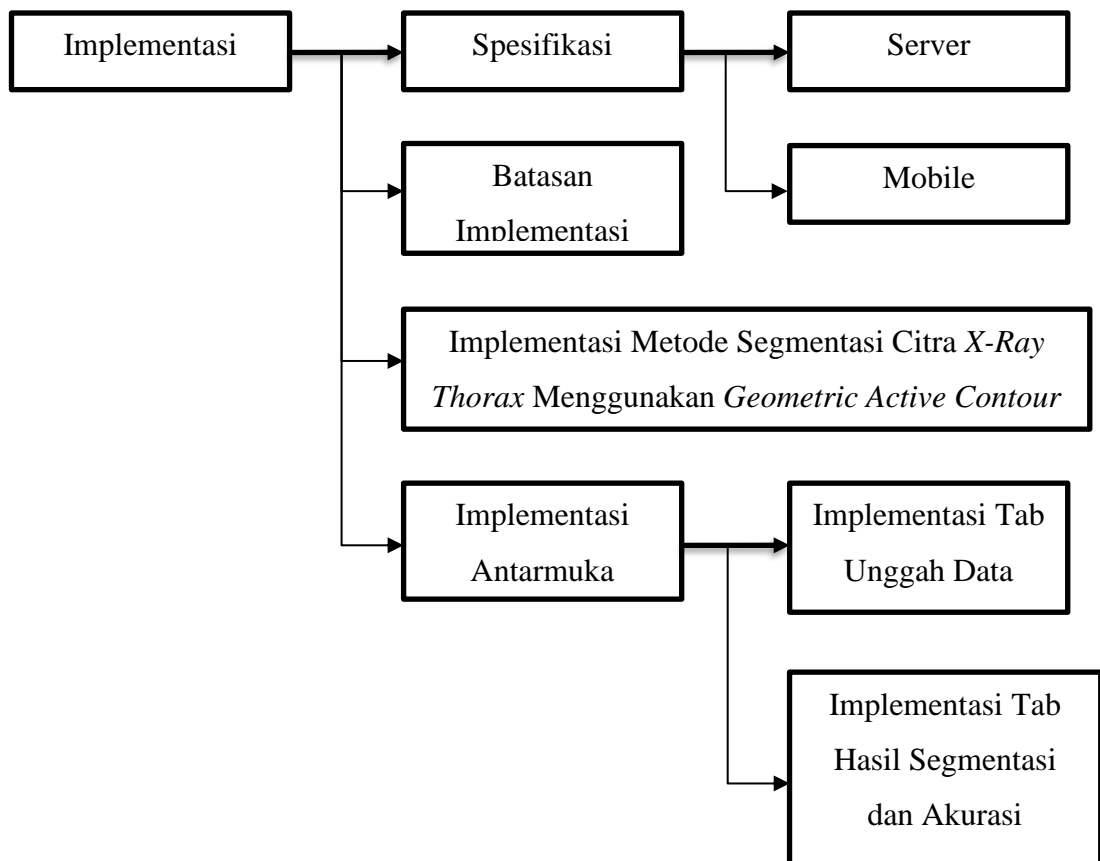 Implementasi
Spesifikasi
Server
Batasan
Implementasi
Mobile
Implementasi Metode Segmentasi Citra X-Ray
Thorax Menggunakan Geometric Active Contour
Implementasi
Antarmuka
Implementasi Tab
Unggah Data
Implementasi Tab
Hasil Segmentasi
dan Akurasi